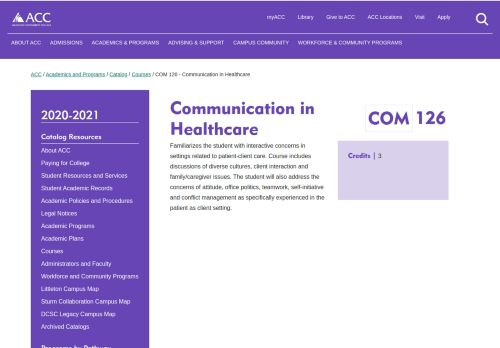 ACC
myACC Library Give to ACC ACC Locations Visit Apply
ABOUT ACC ADMISSIONS ACADEMICS & PROGRAMS ADVISING & SUPPORT CAMPUS COMMUNITY WORKFORCE & COMMUNITY PROGRAMS
ACC / Academics and Programs / Catalog / Courses / COM 126 - Communication in Healthcare
2020-2021
Catalog Resources
About ACC
Paying for College
Student Resources and Services
Student Academic Records
Academic Policies and Procedures
Legal Notices
Academic Programs
Academic Plans
Courses
Administrators and Faculty
Workforce and Community Programs
Littleton Campus Map
Sturm Collaboration Campus Map
DCSC Legacy Campus Map
Archived Catalogs
Programs by Pathway
Communication in
Healthcare
Familiarizes the student with interactive concerns in
settings related to patient-client care. Course includes
discussions of diverse cultures, client interaction and
family/caregiver issues. The student will also address the
concerns of attitude, office politics, teamwork, self-initiative
and conflict management as specifically experienced in the
patient as client setting.
COM 126
Credits | 3